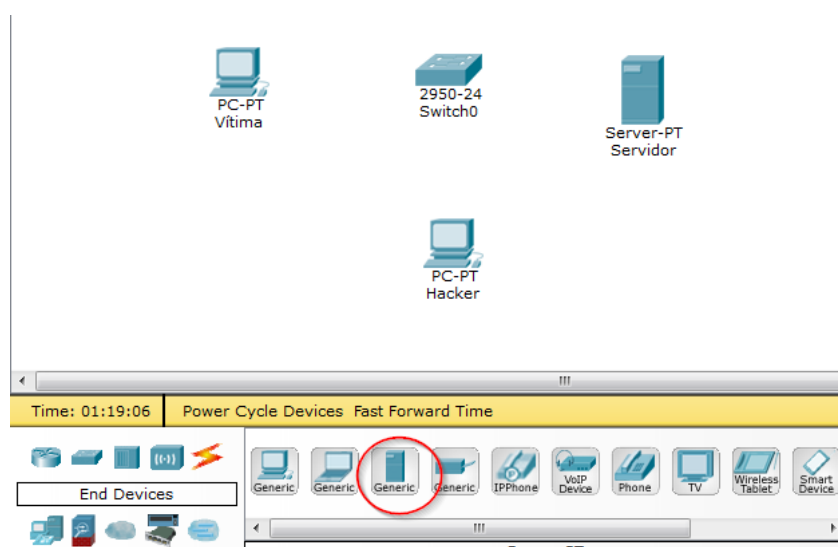 PC-PT
Vítima
2950-24
Switch0
Server-PT
Servidor
PC-PT
Hacker
Time: 01:19:06
Power Cycle Devices Fast Forward Time
End Devices
Generic
Generic
Generic
Generic
IPPhone
VoIP
Device
Phone
TV
Wireless
Tablet
Smart
Device